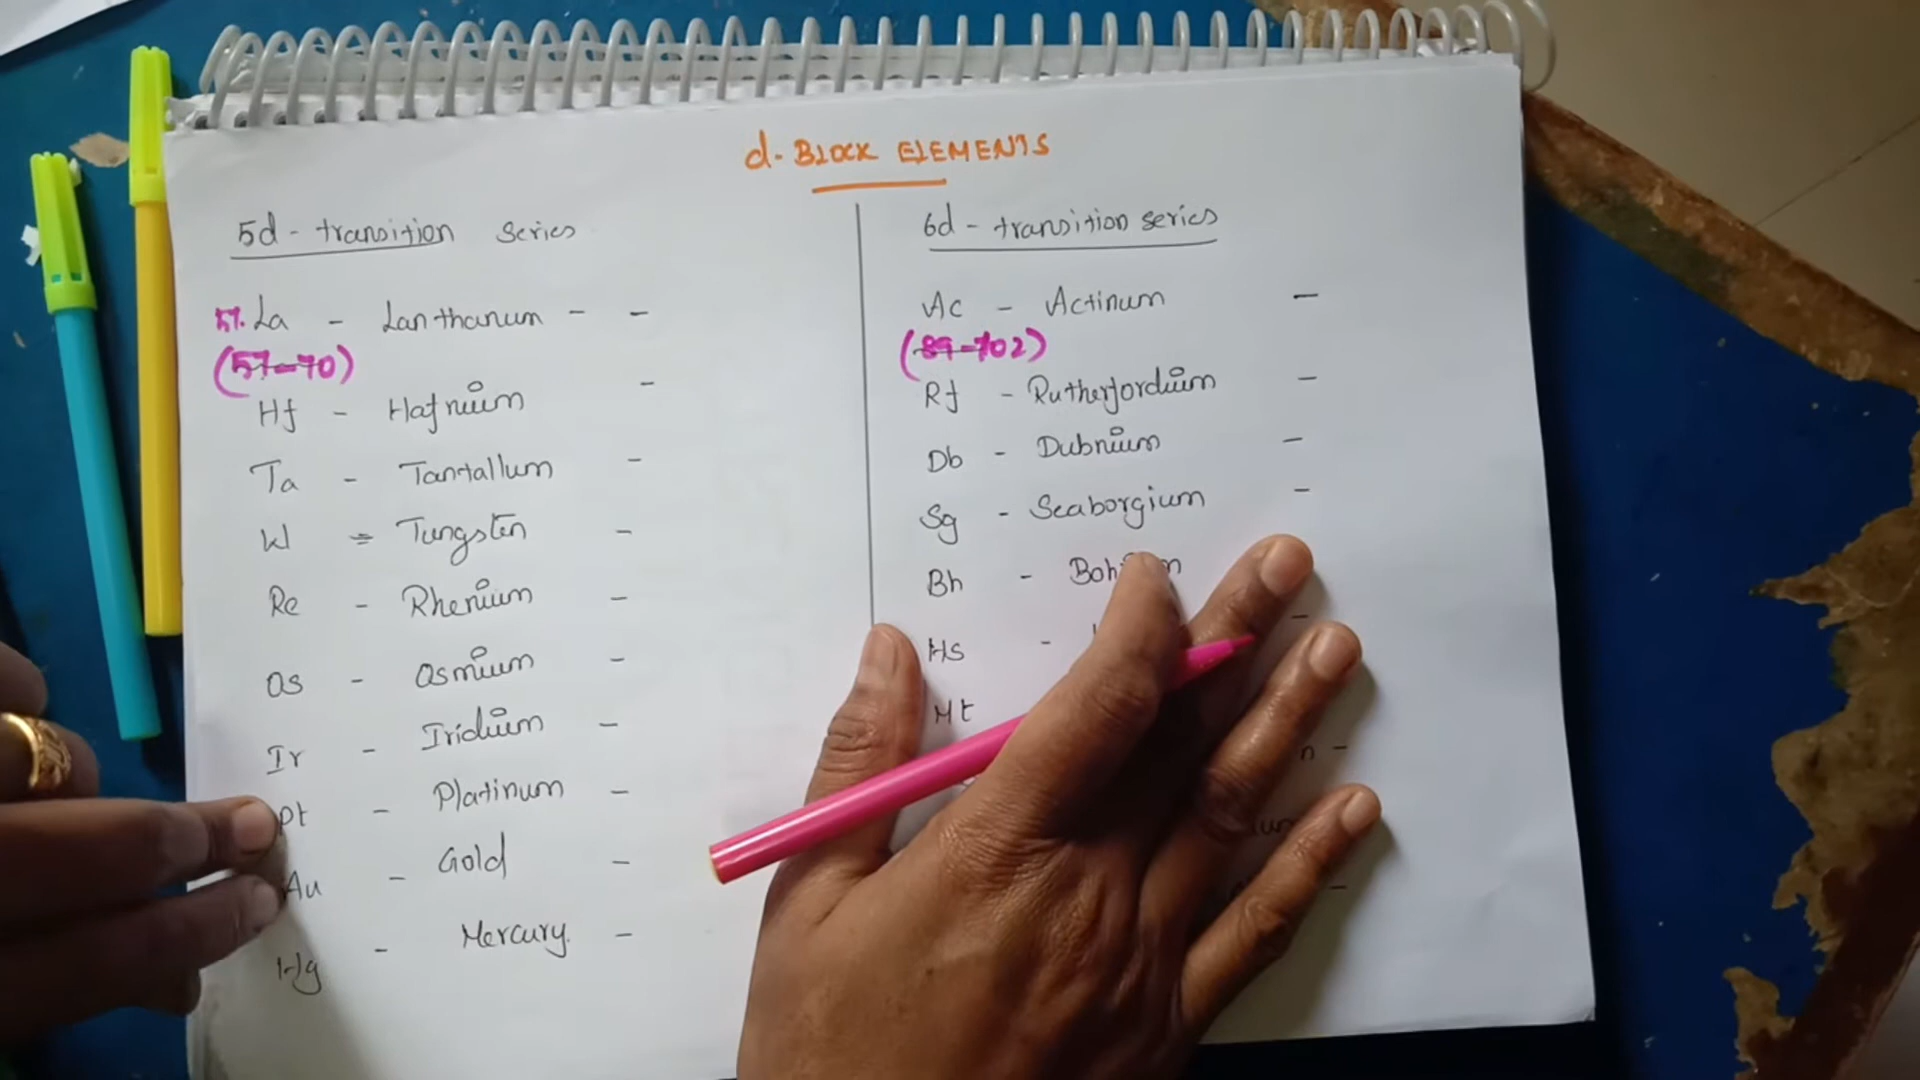 d-BLOCK ELEMENTS
5d - transition series
57. La - Lanthanum - -
(57-70)
Hf - Hafnium -
Ta - Tantallum -
W = Tungsten -
Re - Rhenium -
Os - Osmium -
Ir - Iridium -
Pt - Platinum -
Au - Gold -
Hg - Mercury. -
6d - transition series
Ac - Actinum -
(89-102)
Rf - Rutherfordium -
Db - Dubnium -
Sg - Seaborgium -
Bh -
Hs - -
Mt